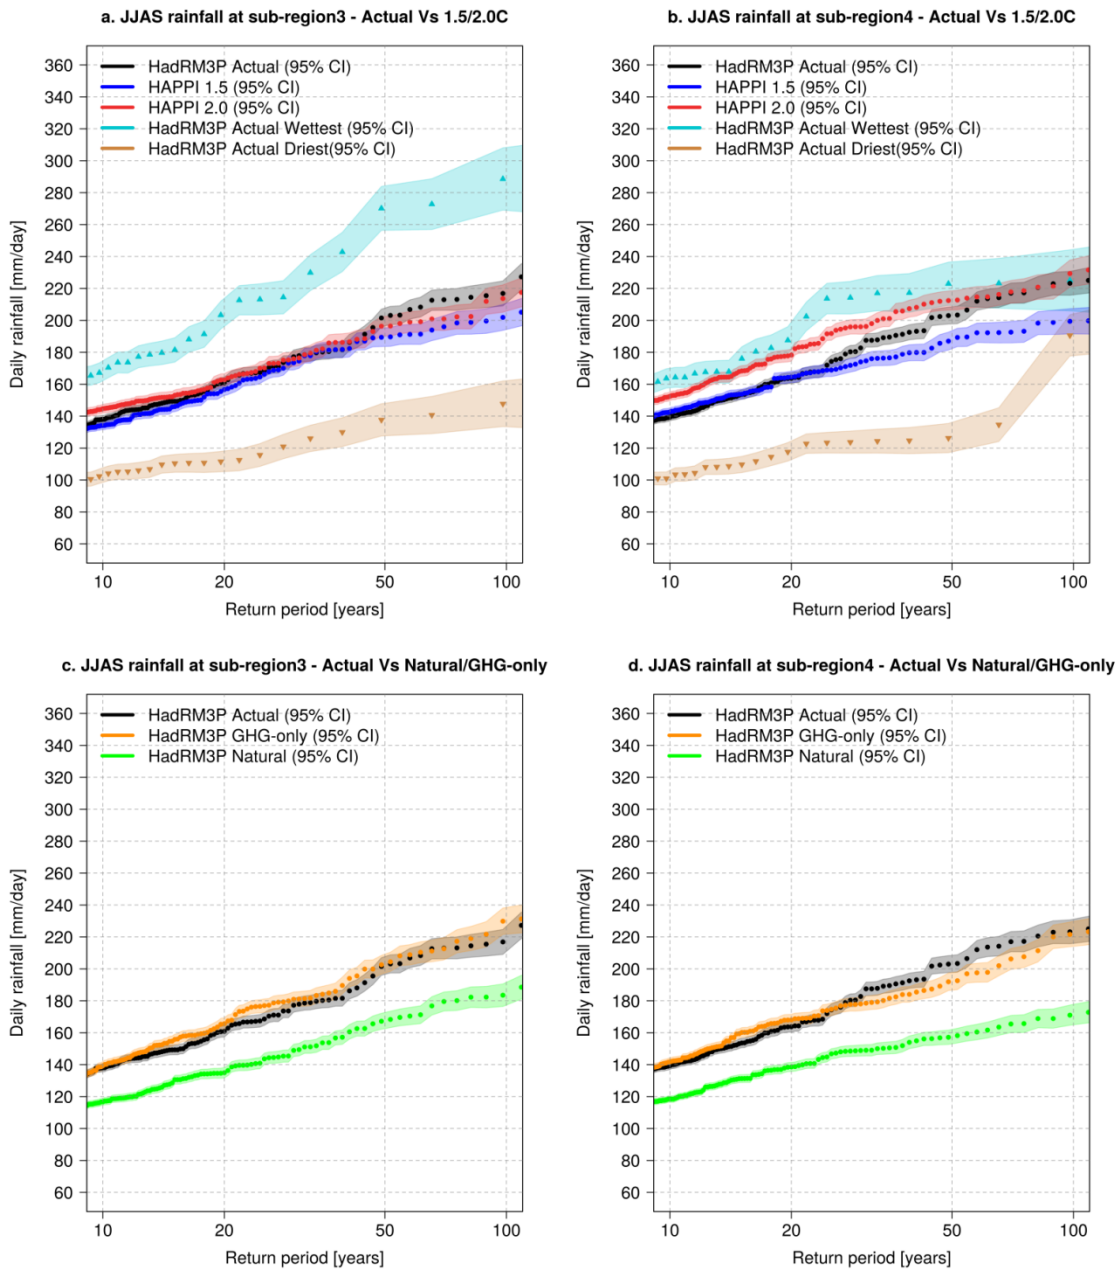 a. JJAS rainfall at sub-region3 - Actual Vs 1.5/2.0C
HadRM3P Actual (95% CI)
HAPPI 1.5 (95% CI)
HAPPI 2.0 (95% CI)
HadRM3P Actual Wettest (95% CI)
HadRM3P Actual Driest(95% CI)
Daily rainfall [mm/day]
360
340
320
300
280
260
240
220
200
180
160
140
120
100
80
60
10 20 50 100
Return period [years]
b. JJAS rainfall at sub-region4 - Actual Vs 1.5/2.0C
HadRM3P Actual (95% CI)
HAPPI 1.5 (95% CI)
HAPPI 2.0 (95% CI)
HadRM3P Actual Wettest (95% CI)
HadRM3P Actual Driest(95% CI)
Daily rainfall [mm/day]
360
340
320
300
280
260
240
220
200
180
160
140
120
100
80
60
10 20 50 100
Return period [years]
c. JJAS rainfall at sub-region3 - Actual Vs Natural/GHG-only
HadRM3P Actual (95% CI)
HadRM3P GHG-only (95% CI)
HadRM3P Natural (95% CI)
Daily rainfall [mm/day]
360
340
320
300
280
260
240
220
200
180
160
140
120
100
80
60
10 20 50 100
Return period [years]
d. JJAS rainfall at sub-region4 - Actual Vs Natural/GHG-only
HadRM3P Actual (95% CI)
HadRM3P GHG-only (95% CI)
HadRM3P Natural (95% CI)
Daily rainfall [mm/day]
360
340
320
300
280
260
240
220
200
180
160
140
120
100
80
60
10 20 50 100
Return period [years]